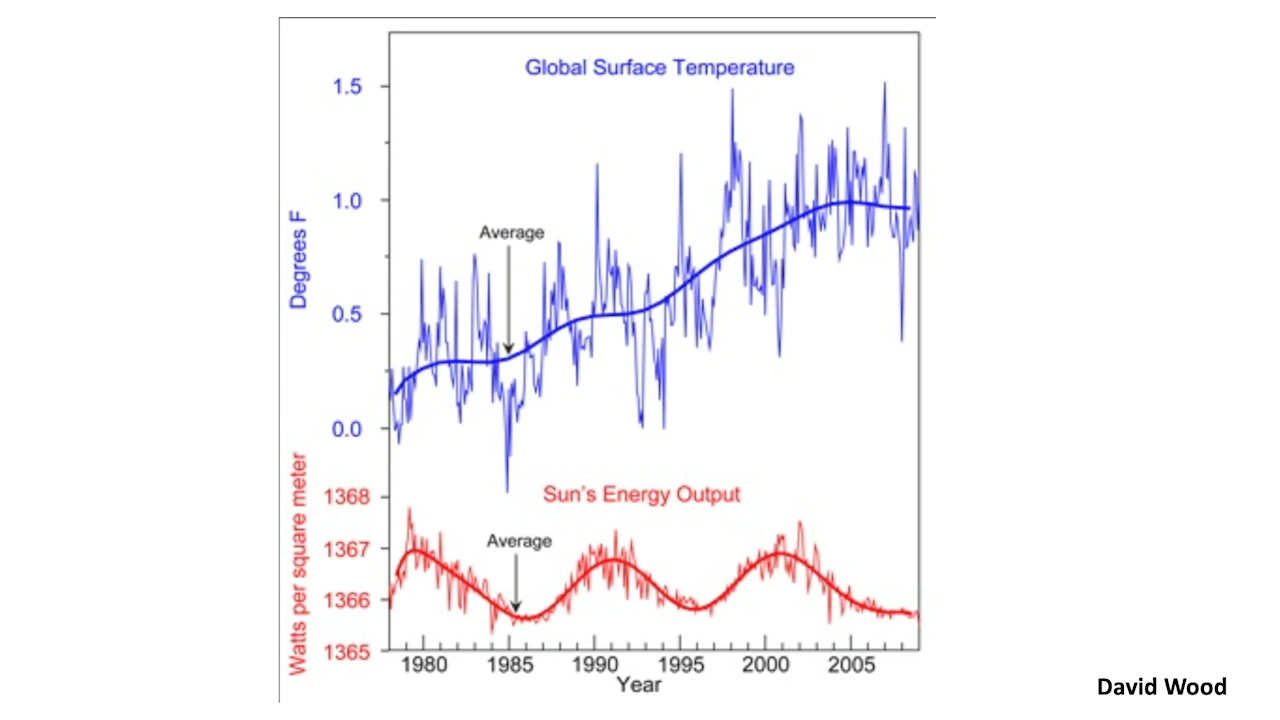 Global Surface Temperature
1.5
1.0
0.5
0.0
Degrees F
Average
Sun's Energy Output
1368
1367
1366
1365
Watts per square meter
Average
1980 1985 1990 1995 2000 2005
Year
David Wood